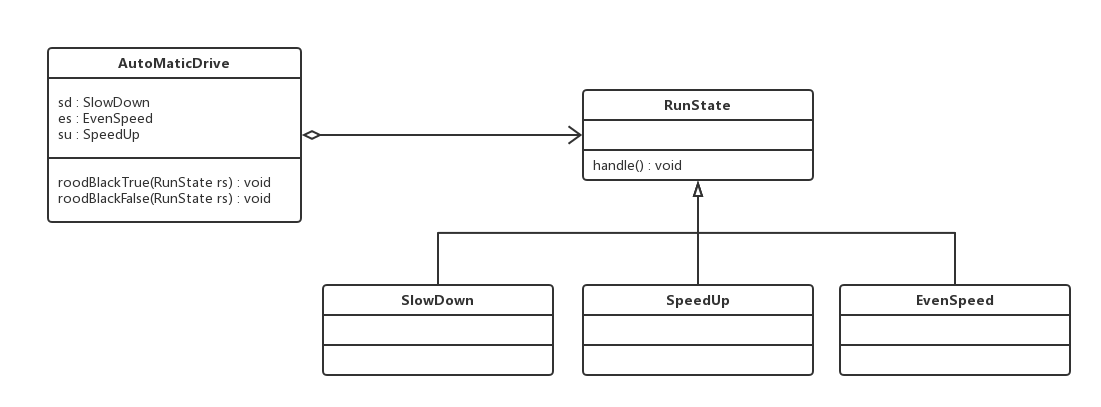 AutoMaticDrive
sd : SlowDown
es : EvenSpeed
su : SpeedUp
roodBlackTrue(RunState rs) : void
roodBlackFalse(RunState rs) : void
RunState
handle() : void
SlowDown
SpeedUp
EvenSpeed